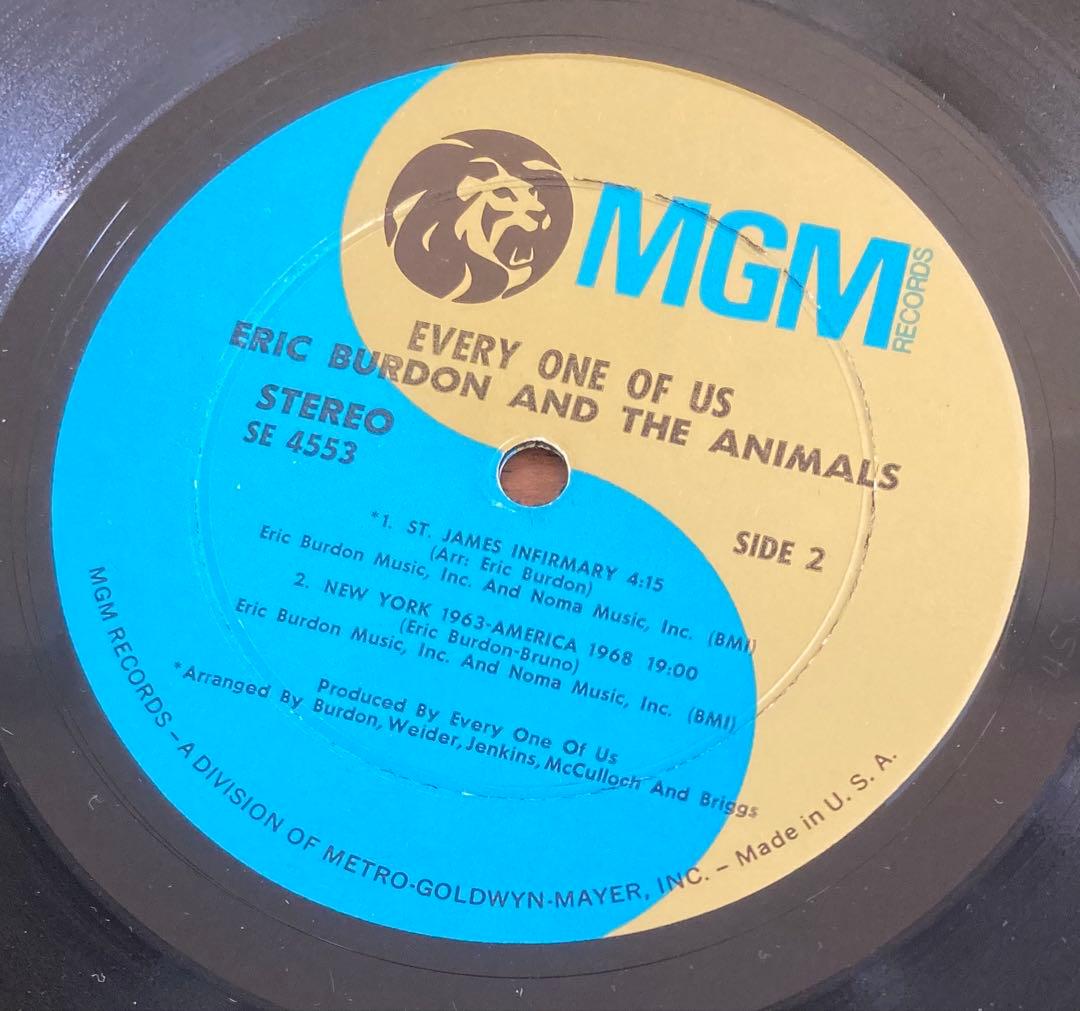 MGM
RECORDS
EVERY ONE OF US
ERIC BURDON AND THE ANIMALS
STEREO
SE 4553
SIDE 2
*1. ST. JAMES INFIRMARY 4:15
(Arr: Eric Burdon)
Eric Burdon Music, Inc. And Noma Music, Inc. (BMI)
2. NEW YORK 1963-AMERICA 1968 19:00
(Eric Burdon-Bruno)
Eric Burdon Music, Inc. And Noma Music, Inc. (BMI)
Produced By Every One Of Us
*Arranged By Burdon, Weider, Jenkins, McCulloch And Briggs
MGM RECORDS – A DIVISION OF METRO-GOLDWYN-MAYER, INC. – Made in U. S. A.